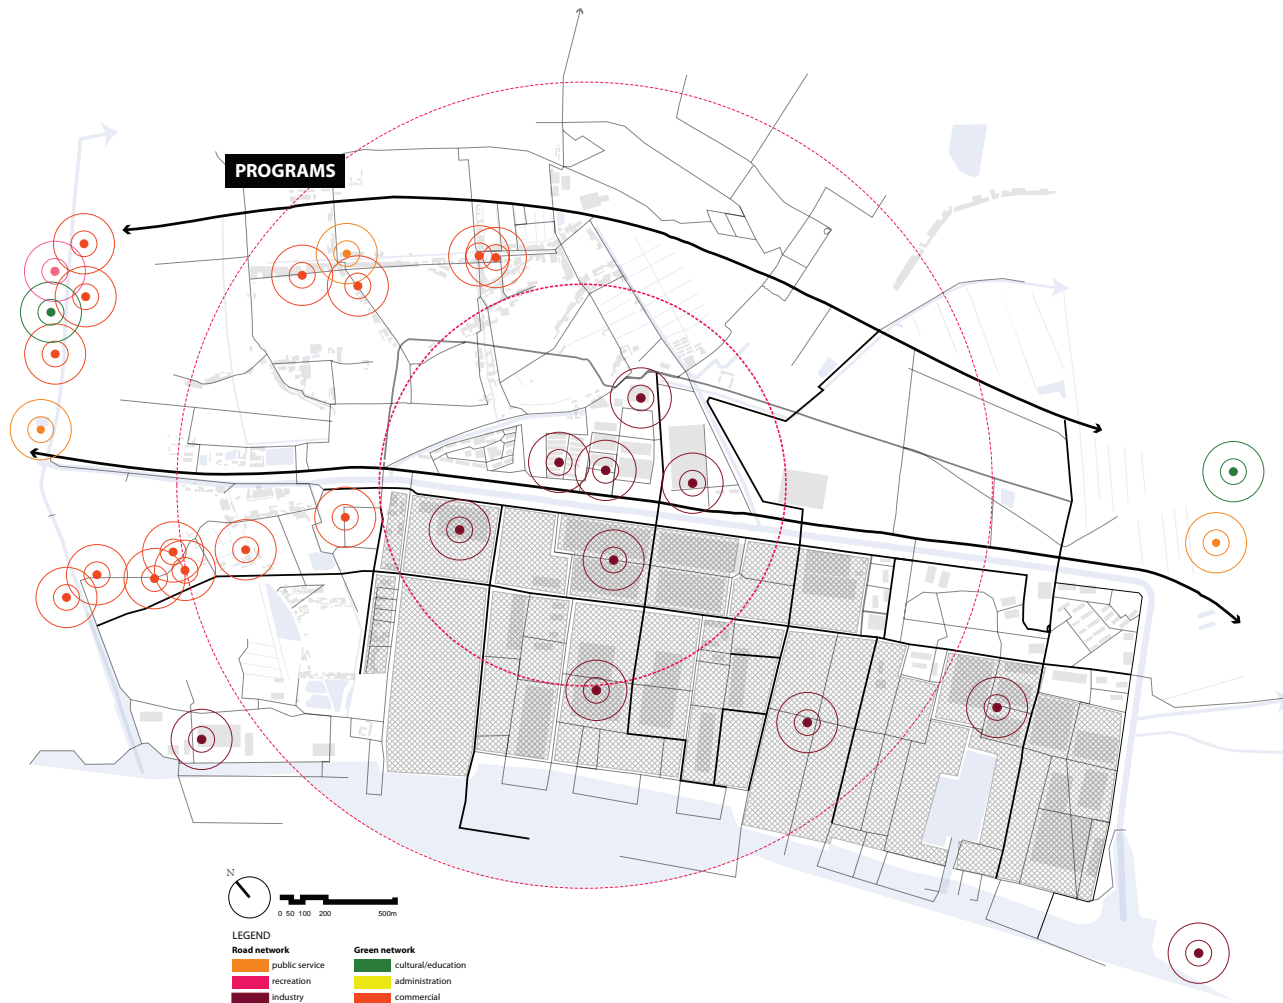 PROGRAMS
N
0 50 100 200 500m
LEGEND
Road network
public service
recreation
industry
Green network
cultural/education
administration
commercial